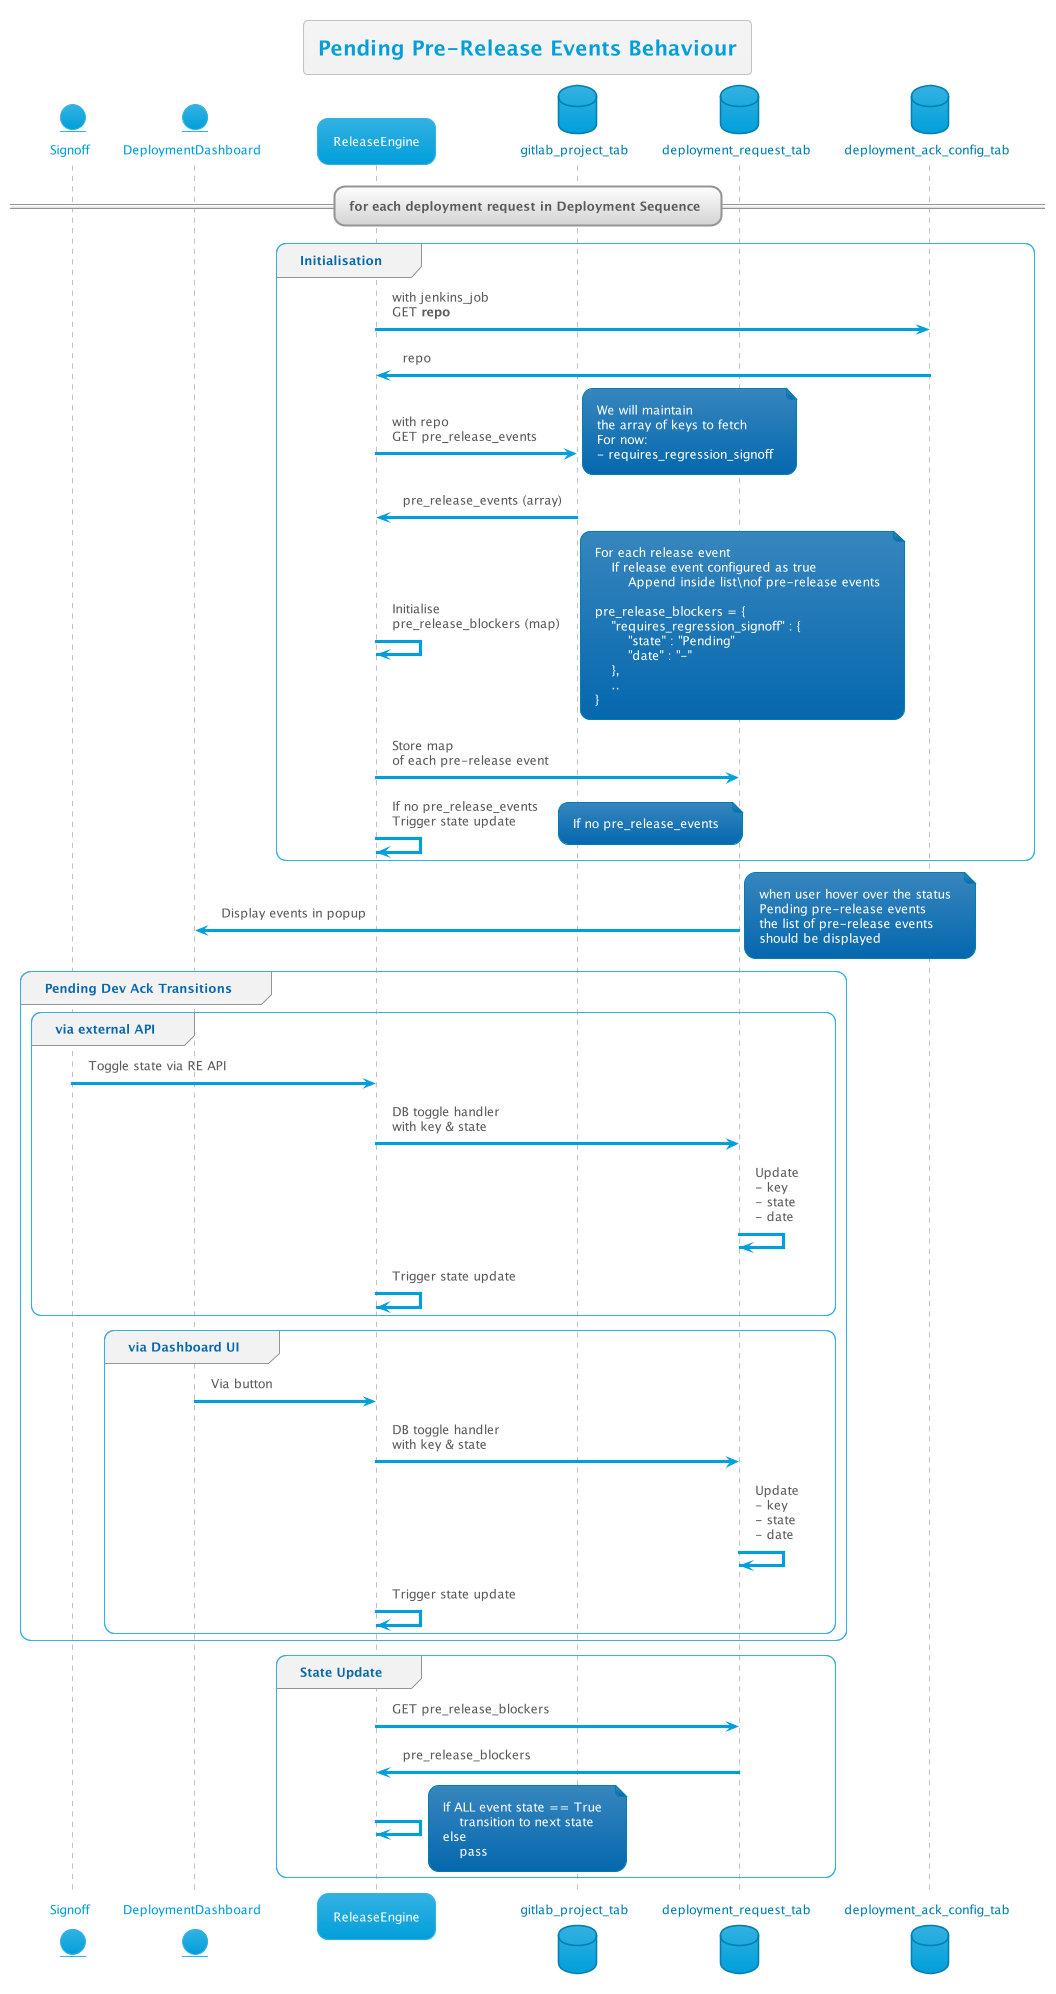 Pending Pre-Release Events Behaviour
Signoff
DeploymentDashboard
ReleaseEngine
gitlab_project_tab
deployment_request_tab
deployment_ack_config_tab
for each deployment request in Deployment Sequence
Initialisation
with jenkins_job
GET repo
repo
with repo
GET pre_release_events
We will maintain
the array of keys to fetch
For now:
- requires_regression_signoff
pre_release_events (array)
Initialise
pre_release_blockers (map)
For each release event
If release event configured as true
Append inside list\nof pre-release events
pre_release_blockers = {
"requires_regression_signoff" : {
"state" : "Pending"
"date" : "-"
},
..
}
Store map
of each pre-release event
If no pre_release_events
Trigger state update
If no pre_release_events
Display events in popup
when user hover over the status
Pending pre-release events
the list of pre-release events
should be displayed
Pending Dev Ack Transitions
via external API
Toggle state via RE API
DB toggle handler
with key & state
Update
- key
- state
- date
Trigger state update
via Dashboard UI
Via button
DB toggle handler
with key & state
Update
- key
- state
- date
Trigger state update
State Update
GET pre_release_blockers
pre_release_blockers
If ALL event state == True
transition to next state
else
pass
Signoff
DeploymentDashboard
ReleaseEngine
gitlab_project_tab
deployment_request_tab
deployment_ack_config_tab